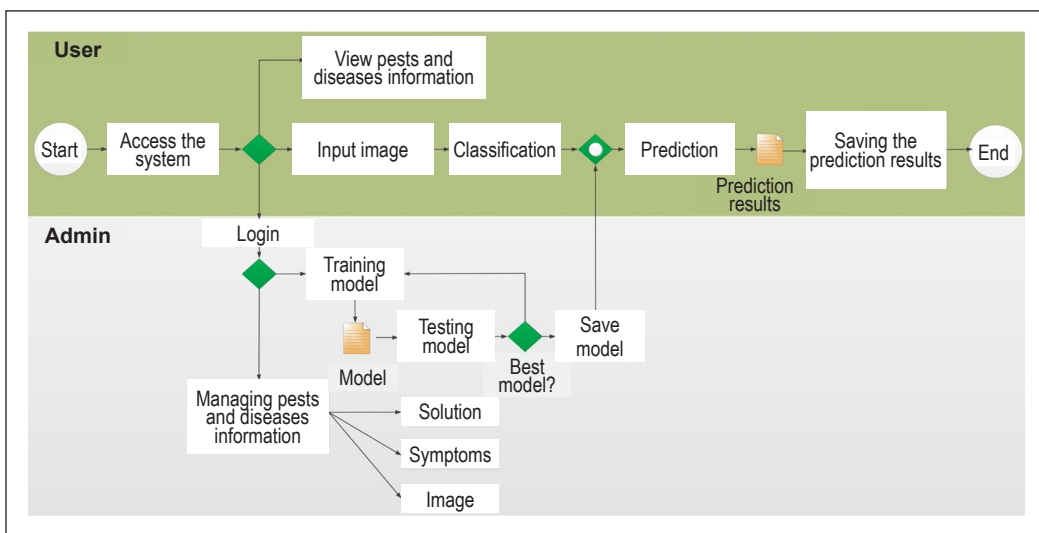 User
View pests and
diseases information
Start
Access the
system
Input image
Classification
Prediction
Prediction
results
Saving the
prediction results
End
Admin
Login
Training
model
Model
Testing
model
Best
model?
Save
model
Managing pests
and diseases
information
Solution
Symptoms
Image